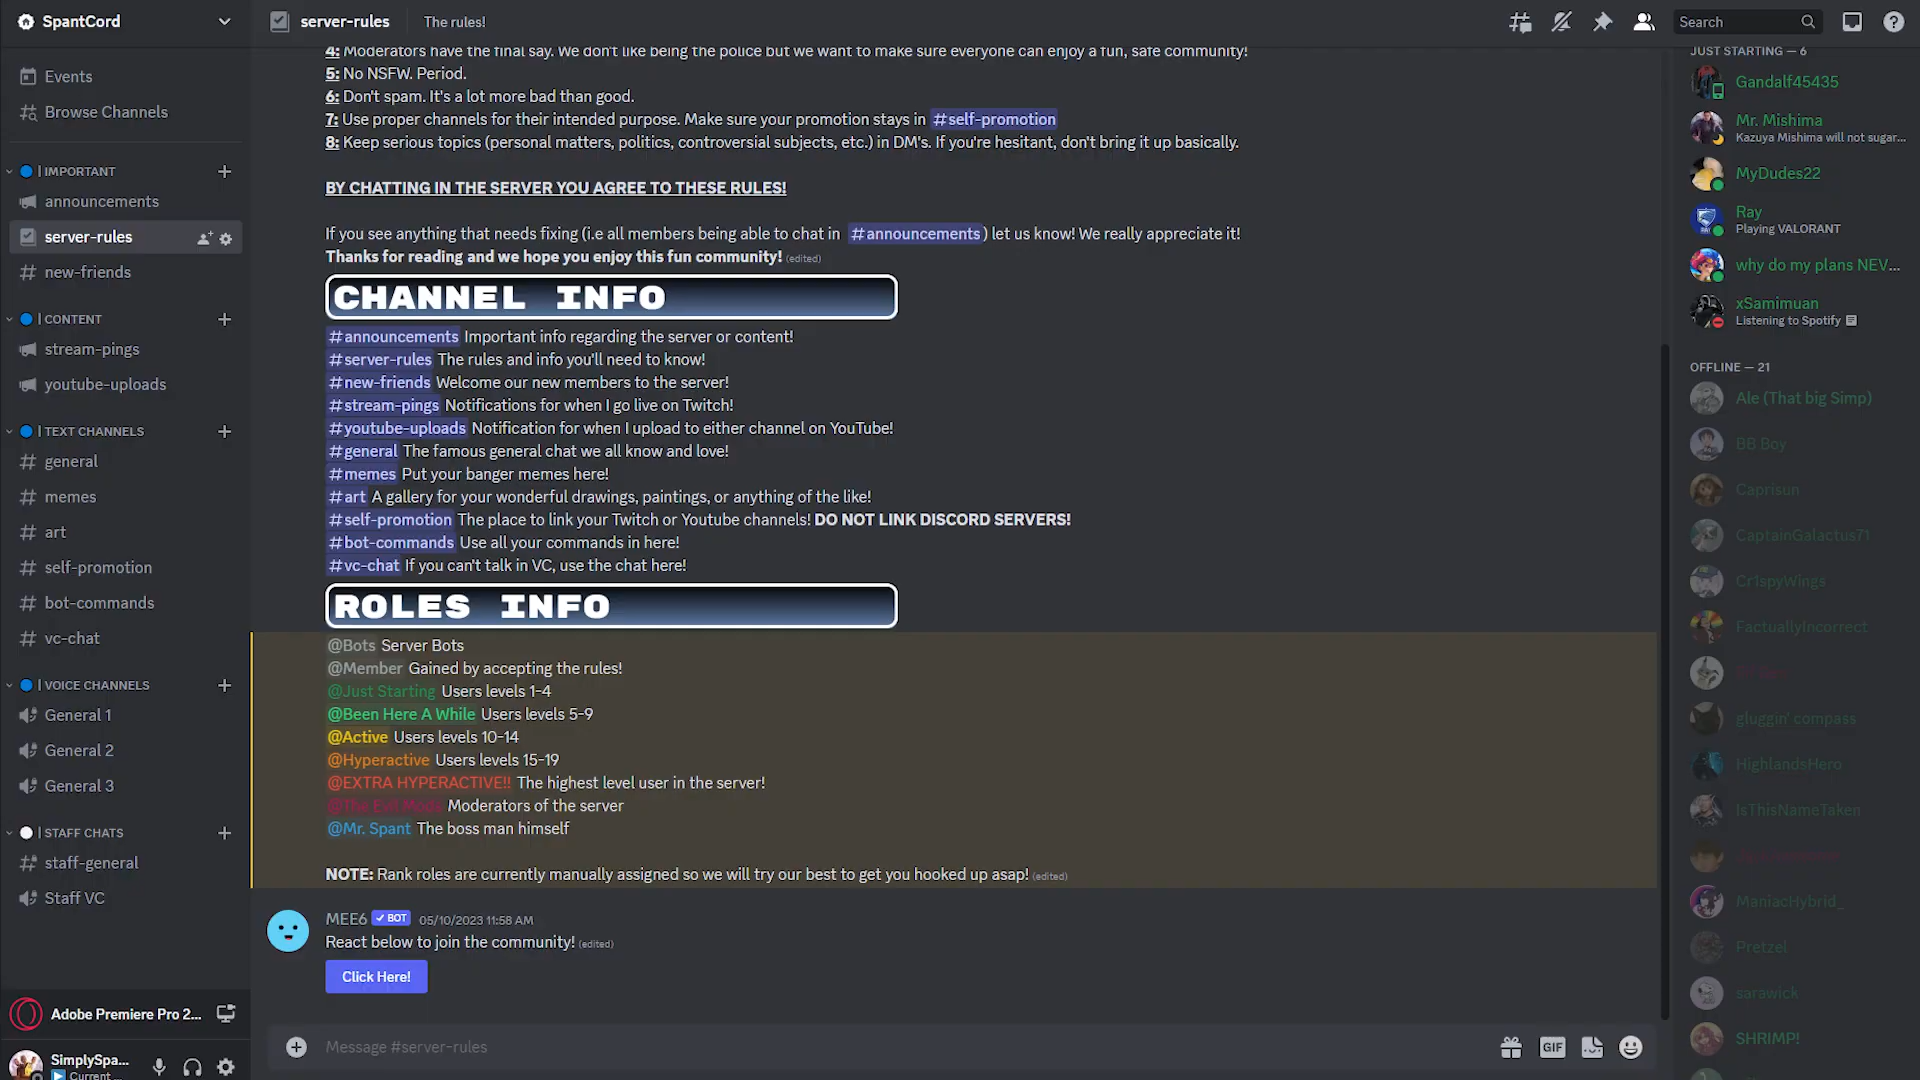 SpantCord
Events
Browse Channels
| IMPORTANT
announcements
server-rules
new-friends
| CONTENT
stream-pings
youtube-uploads
| TEXT CHANNELS
# general
# memes
# art
# self-promotion
# bot-commands
# vc-chat
| VOICE CHANNELS
General 1
General 2
General 3
| STAFF CHATS
staff-general
Staff VC
Adobe Premiere Pro 2...
SimplySpa...
Current ...
server-rules
The rules!
Search
4: Moderators have the final say. We don't like being the police but we want to make sure everyone can enjoy a fun, safe community!
5: No NSFW. Period.
6: Don't spam. It's a lot more bad than good.
7: Use proper channels for their intended purpose. Make sure your promotion stays in #self-promotion
8: Keep serious topics (personal matters, politics, controversial subjects, etc.) in DM's. If you're hesitant, don't bring it up basically.
BY CHATTING IN THE SERVER YOU AGREE TO THESE RULES!
If you see anything that needs fixing (i.e all members being able to chat in #announcements) let us know! We really appreciate it!
Thanks for reading and we hope you enjoy this fun community! (edited)
CHANNEL INFO
#announcements Important info regarding the server or content!
#server-rules The rules and info you'll need to know!
#new-friends Welcome our new members to the server!
#stream-pings Notifications for when I go live on Twitch!
#youtube-uploads Notification for when I upload to either channel on YouTube!
#general The famous general chat we all know and love!
#memes Put your banger memes here!
#art A gallery for your wonderful drawings, paintings, or anything of the like!
#self-promotion The place to link your Twitch or Youtube channels! DO NOT LINK DISCORD SERVERS!
#bot-commands Use all your commands in here!
#vc-chat If you can't talk in VC, use the chat here!
ROLES INFO
@Bots Server Bots
@Member Gained by accepting the rules!
@Just Starting Users levels 1-4
@Been Here A While Users levels 5-9
@Active Users levels 10-14
@Hyperactive Users levels 15-19
@EXTRA HYPERACTIVE!! The highest level user in the server!
@The Evil Mods Moderators of the server
@Mr. Spant The boss man himself
NOTE: Rank roles are currently manually assigned so we will try our best to get you hooked up asap! (edited)
MEE6 ✓ BOT 05/10/2023 11:58 AM
React below to join the community! (edited)
Click Here!
Message #server-rules
GIF
JUST STARTING — 6
Gandalf45435
Mr. Mishima
Kazuya Mishima will not sugar...
MyDudes22
Ray
Playing VALORANT
why do my plans NEV...
xSamimuan
Listening to Spotify
OFFLINE — 21
Ale (That big Simp)
BB Boy
Caprisun
CaptainGalactus71
Cr1spyWings
FactuallyIncorrect
gluggin' compass
HighlandsHero
IsThisNameTaken
ManiacHybrid_
Pretzel
sarawick
SHRIMP!